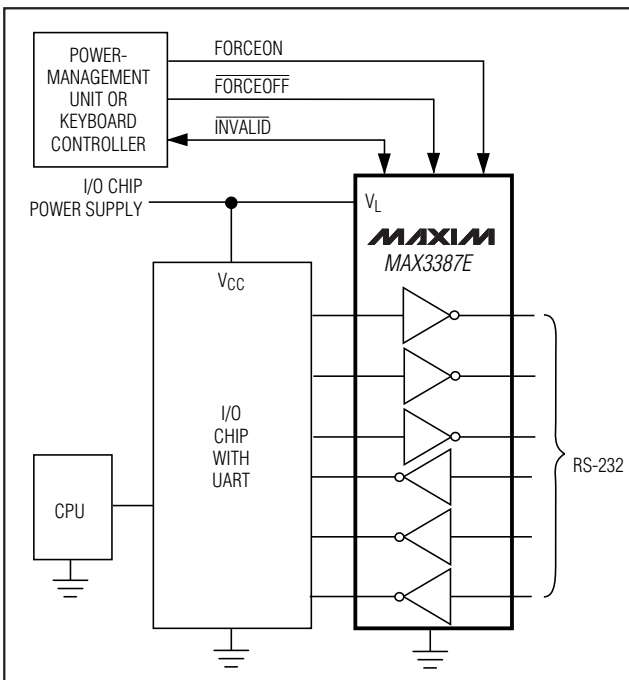 POWER-
MANAGEMENT
UNIT OR
KEYBOARD
CONTROLLER
FORCEON
FORCEOFF
INVALID
I/O CHIP
POWER SUPPLY
VL
MAXIM
MAX3387E
VCC
I/O
CHIP
WITH
UART
CPU
RS-232